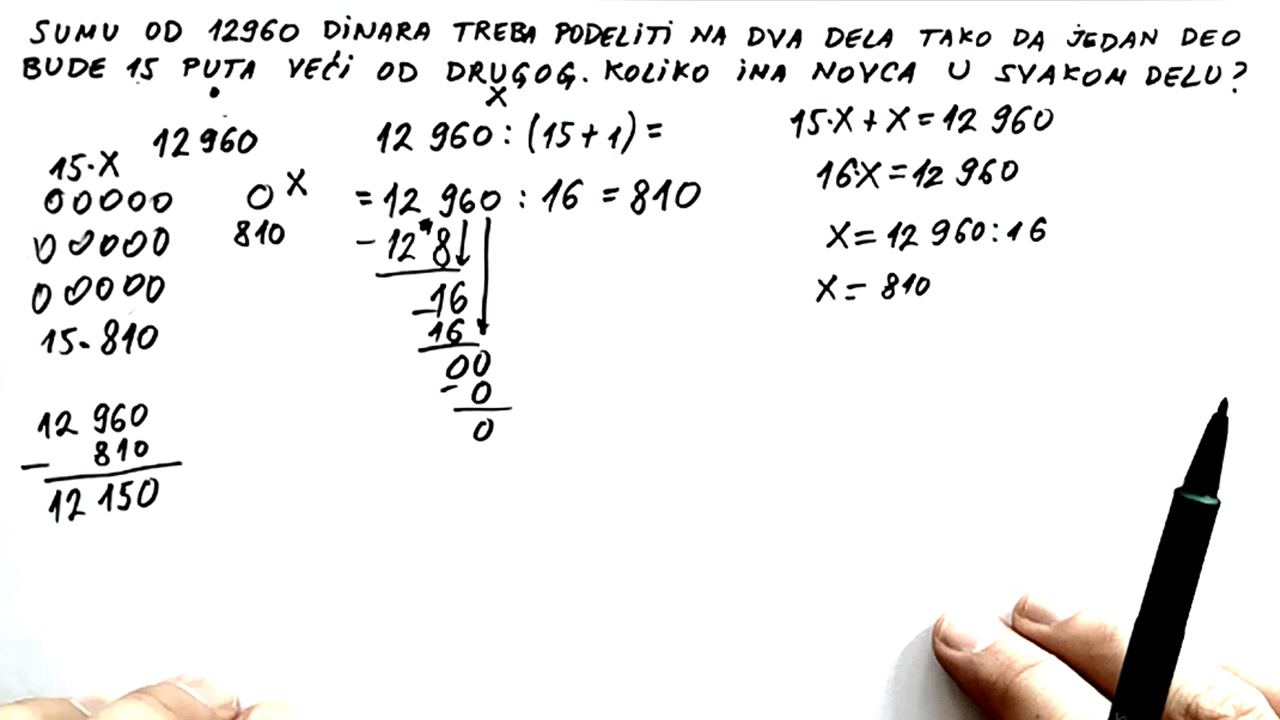 SUMU OD 12960 DINARA TREBA PODELITI NA DVA DELA TAKO DA JEDAN DEO
BUDE 15 PUTA VEĆI OD DRUGOG. KOLIKO IMA NOVCA U SVAKOM DELU?
X
12 960
15·X
00000 0 X
00000 810
00000
15·810
12 960
- 810
12 150
12 960 : (15+1) =
= 12 960 : 16 = 810
- 12 8
-16
16
00
- 0
0
15·X + X = 12 960
16·X = 12 960
X = 12 960:16
X = 810